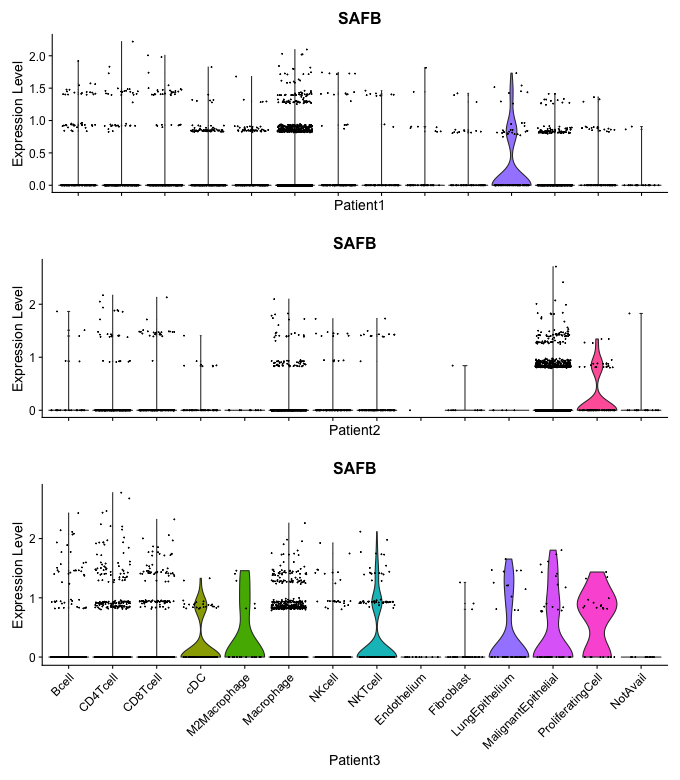 SAFB
Expression Level
2.0
1.5
1.0
0.5
0.0
Patient1
SAFB
Expression Level
2
1
0
Patient2
SAFB
Expression Level
2
1
0
Bcell
CD4Tcell
CD8Tcell
cDC
M2Macrophage
Macrophage
NKcell
NKTcell
Endothelium
Fibroblast
LungEpithelium
MalignantEpithelial
ProliferatingCell
NotAvail
Patient3